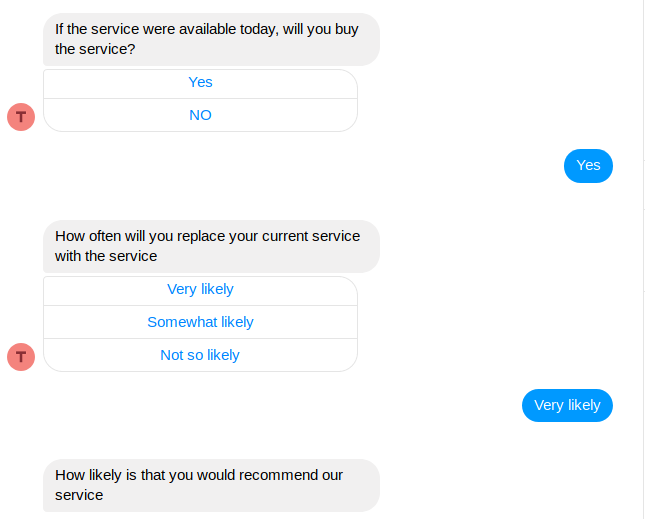 If the service were available today, will you buy
the service?
Yes
NO
T
Yes
How often will you replace your current service
with the service
Very likely
Somewhat likely
Not so likely
T
Very likely
How likely is that you would recommend our
service